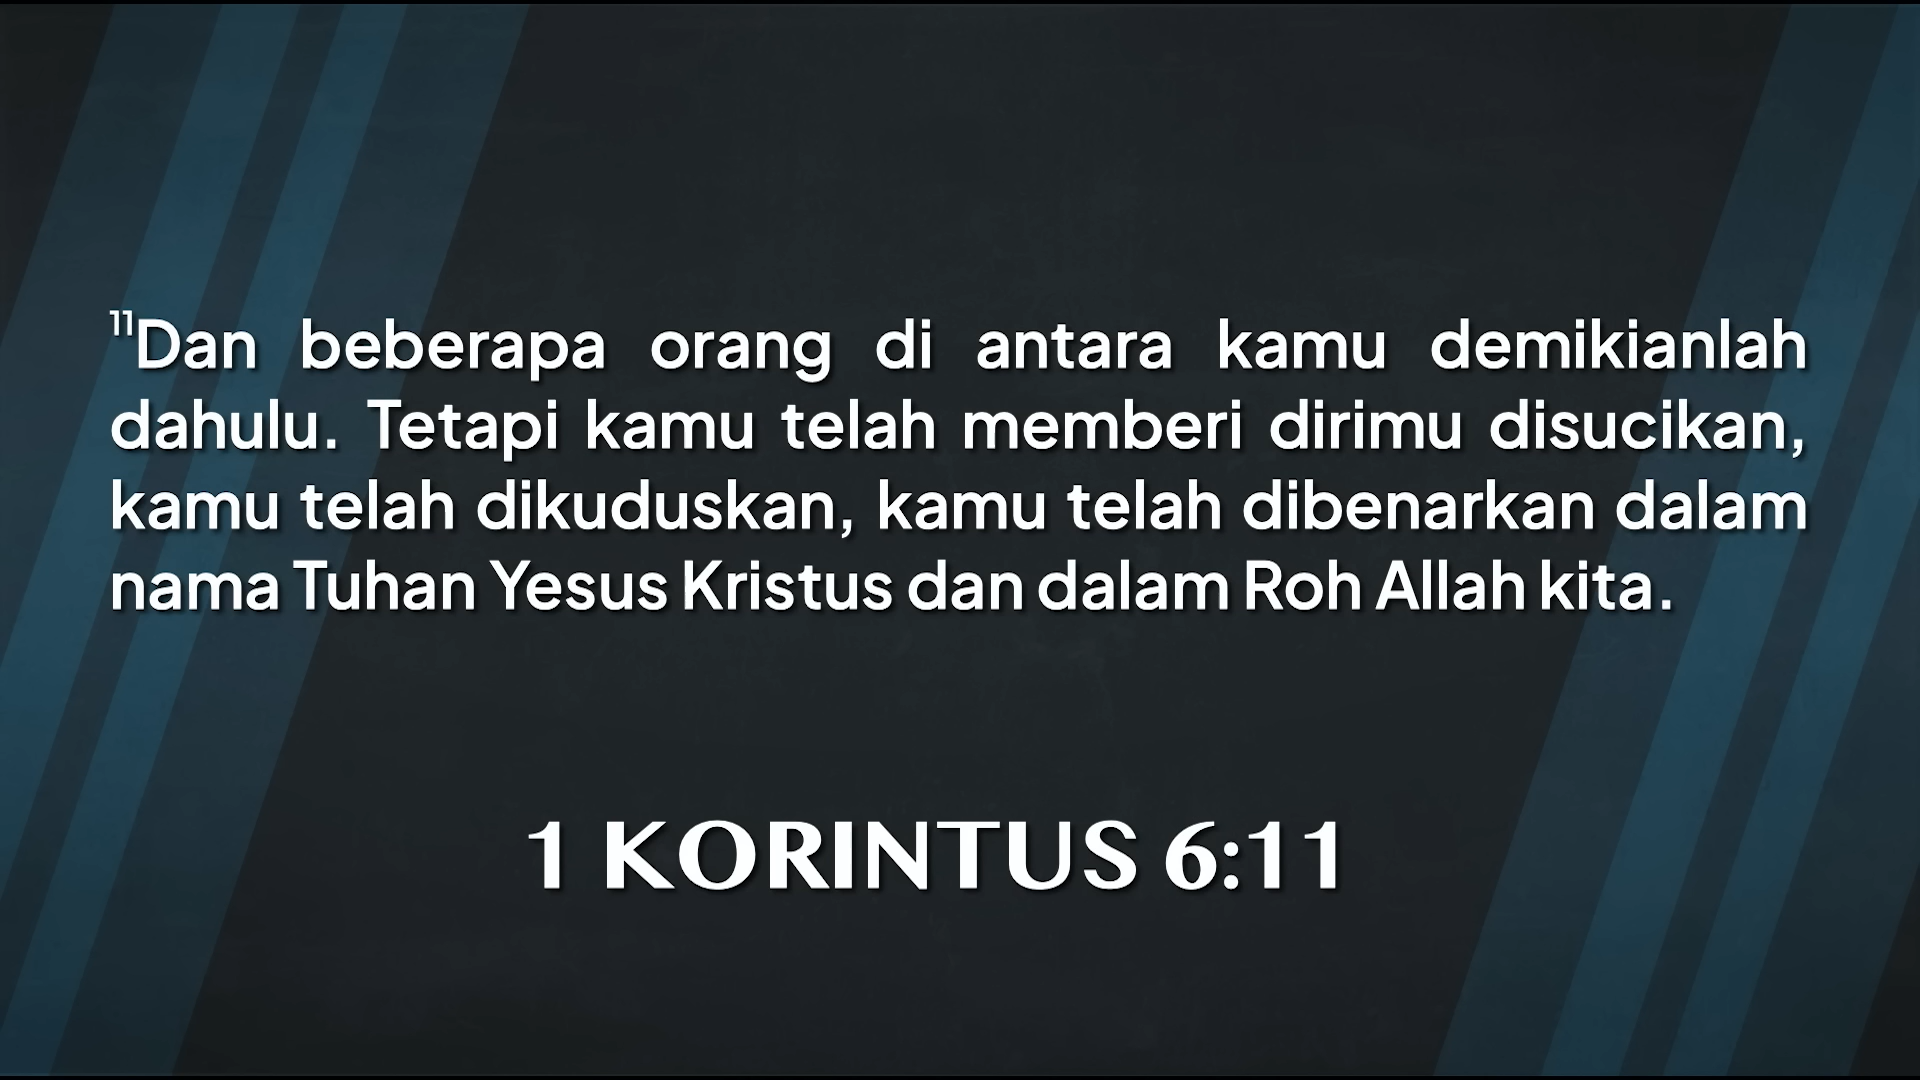 ¹¹Dan beberapa orang di antara kamu demikianlah
dahulu. Tetapi kamu telah memberi dirimu disucikan,
kamu telah dikuduskan, kamu telah dibenarkan dalam
nama Tuhan Yesus Kristus dan dalam Roh Allah kita.
1 KORINTUS 6:11